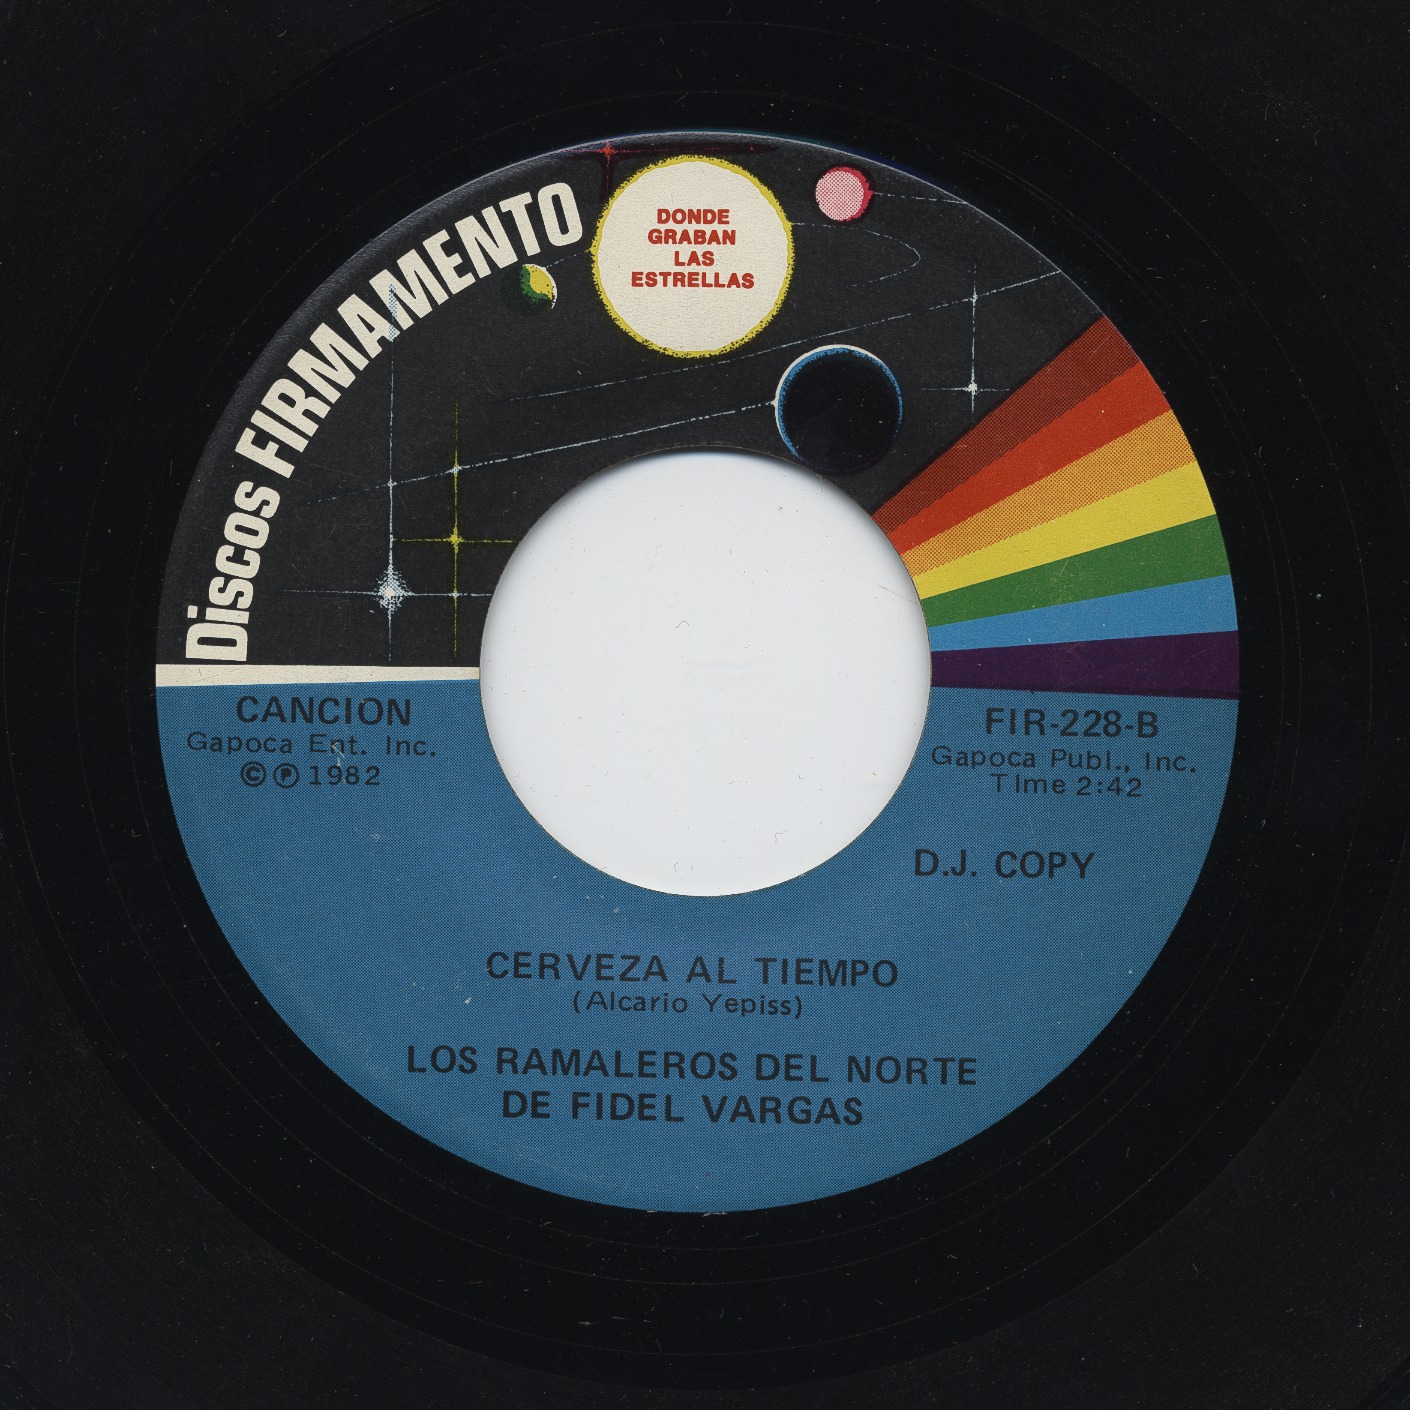 Discos FIRMAMENTO
DONDE
GRABAN
LAS
ESTRELLAS
CANCION
Gapoca Ent. Inc.
© ℗ 1982
FIR-228-B
Gapoca Publ., Inc.
Time 2:42
D.J. COPY
CERVEZA AL TIEMPO
(Alcario Yepiss)
LOS RAMALEROS DEL NORTE
DE FIDEL VARGAS